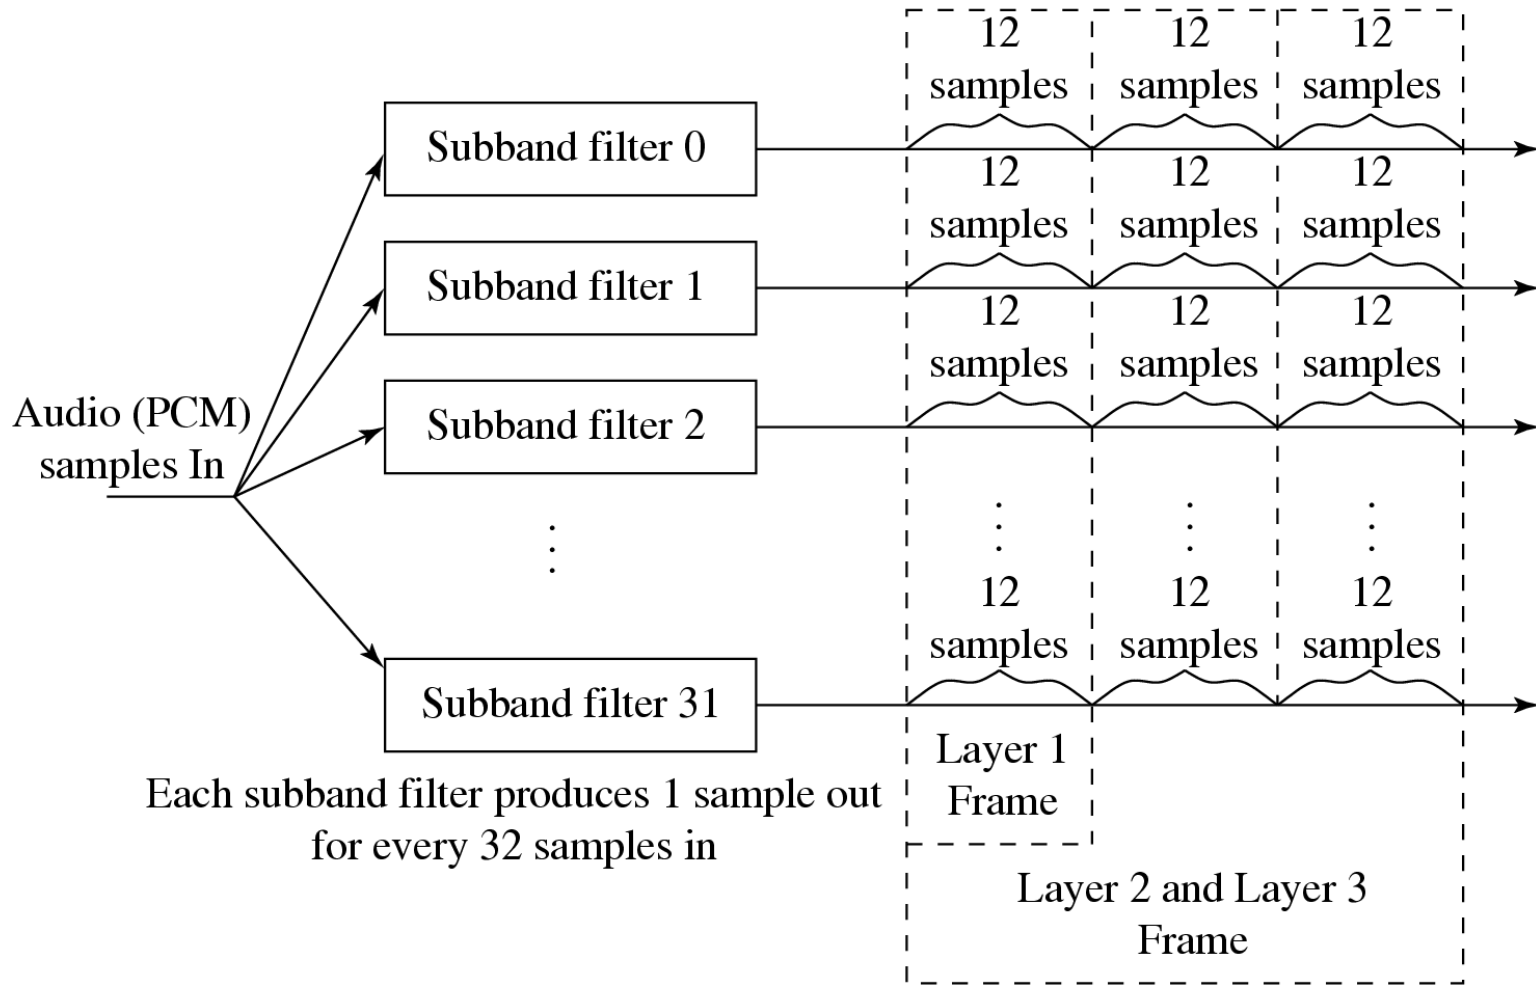 12 12 12
samples samples samples
Subband filter 0
12 12 12
samples samples samples
Subband filter 1
12 12 12
samples samples samples
Subband filter 2
Audio (PCM)
samples In
⋮
⋮ ⋮ ⋮
12 12 12
samples samples samples
Subband filter 31
Layer 1
Frame
Each subband filter produces 1 sample out
for every 32 samples in
Layer 2 and Layer 3
Frame